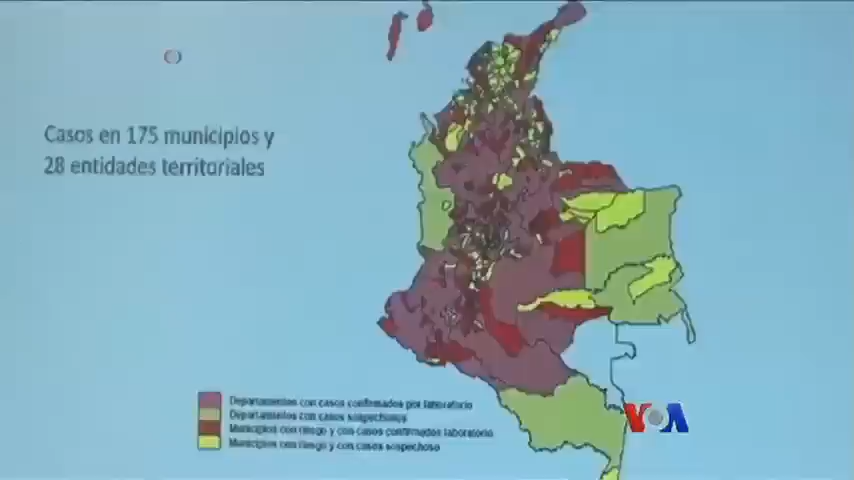 Casos en 175 municipios y
28 entidades territoriales
Departamentos con casos confirmados por laboratorio
Departamentos con casos sospechosos
Municipios con riesgo y con casos confirmados laboratorio
Municipios con riesgo y con casos sospechoso
VOA